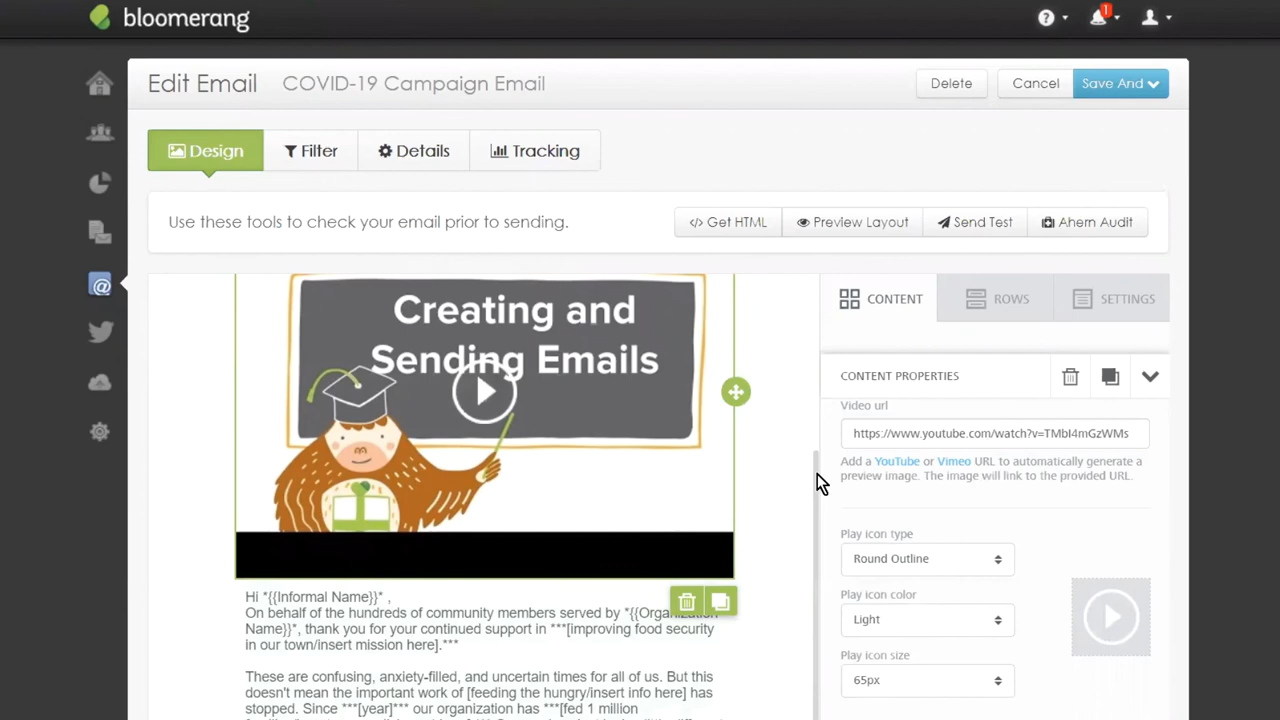 bloomerang
1
Edit Email COVID-19 Campaign Email
Delete
Cancel
Save And
Design
Filter
Details
Tracking
Use these tools to check your email prior to sending.
</> Get HTML
Preview Layout
Send Test
Ahern Audit
CONTENT
ROWS
SETTINGS
Creating and
Sending Emails
Hi *{{Informal Name}}* ,
On behalf of the hundreds of community members served by *{{Organization
Name}}*, thank you for your continued support in ***[improving food security
in our town/insert mission here].***
These are confusing, anxiety-filled, and uncertain times for all of us. But this
doesn't mean the important work of [feeding the hungry/insert info here] has
stopped. Since ***[year]*** our organization has ***[fed 1 million
CONTENT PROPERTIES
Video url
https://www.youtube.com/watch?v=TMbI4mGzWMs
Add a YouTube or Vimeo URL to automatically generate a
preview image. The image will link to the provided URL.
Play icon type
Round Outline
Play icon color
Light
Play icon size
65px